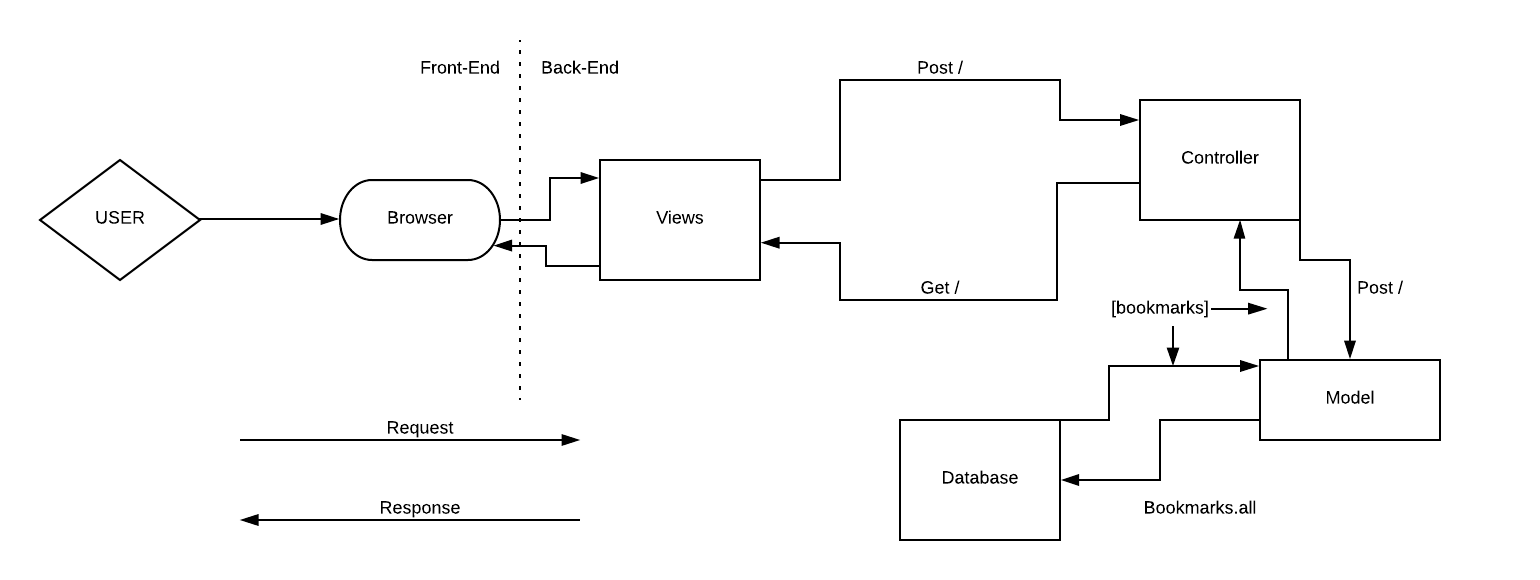 Front-End
Back-End
Post /
Controller
USER
Browser
Views
Get /
Post /
[bookmarks]
Model
Request
Database
Response
Bookmarks.all